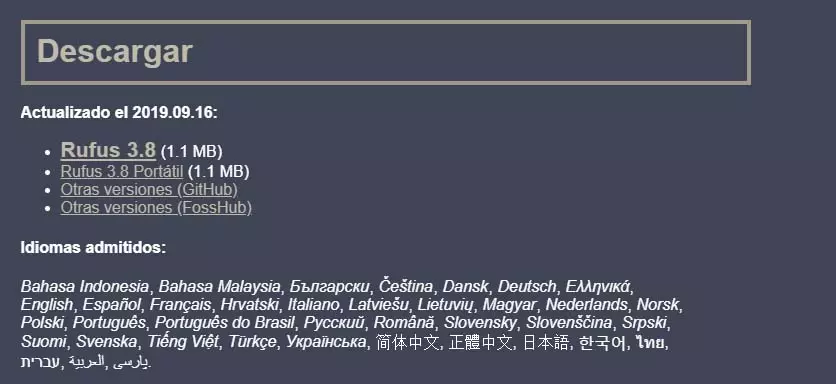 Descargar
Actualizado el 2019.09.16:
Rufus 3.8 (1.1 MB)
Rufus 3.8 Portátil (1.1 MB)
Otras versiones (GitHub)
Otras versiones (FossHub)
Idiomas admitidos:
Bahasa Indonesia, Bahasa Malaysia, Български, Čeština, Dansk, Deutsch, Ελληνικά,
English, Español, Français, Hrvatski, Italiano, Latviešu, Lietuvių, Magyar, Nederlands, Norsk,
Polski, Português, Português do Brasil, Русский, Română, Slovensky, Slovenščina, Srpski,
Suomi, Svenska, Tiếng Việt, Türkçe, Українська, 简体中文, 正體中文, 日本語, 한국어, ไทย,
עברית, العربية, پارسی.